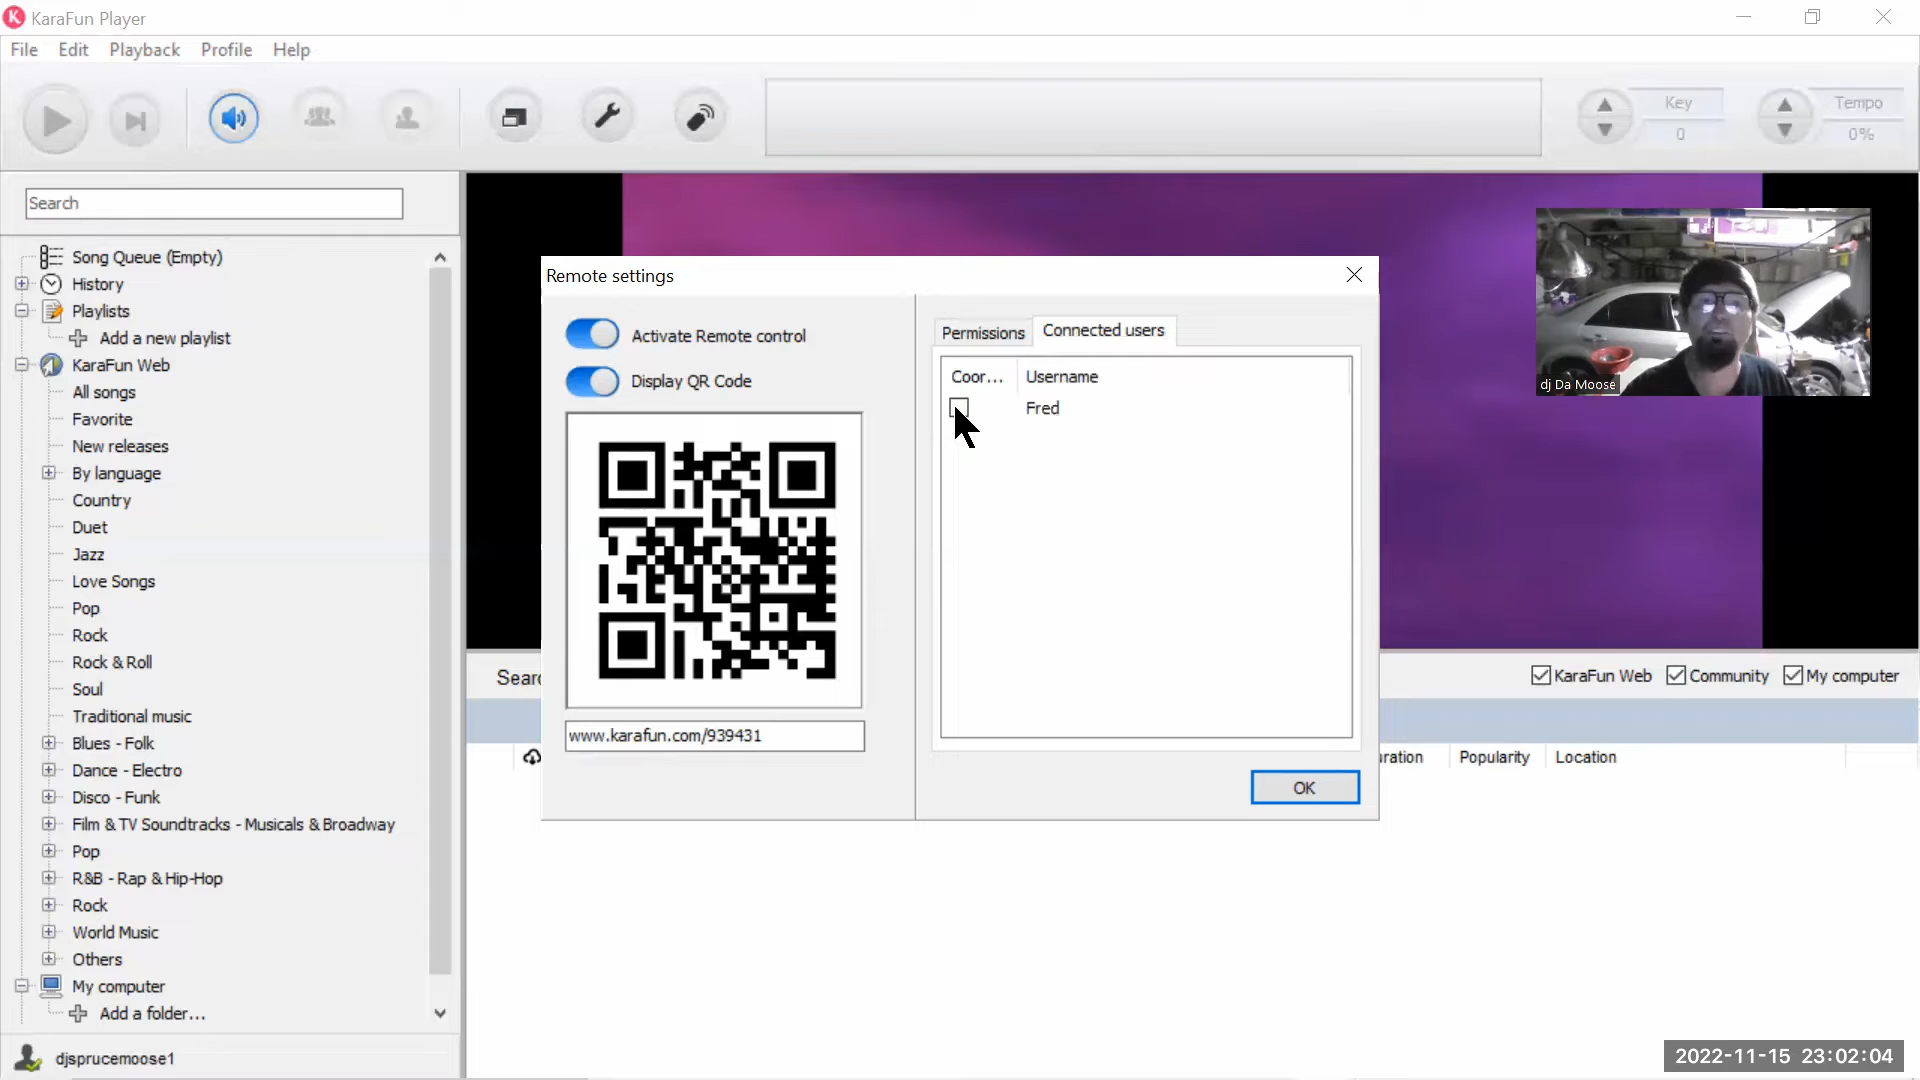 KaraFun Player
File Edit Playback Profile Help
Key
0
Tempo
0%
Search
Song Queue (Empty)
History
Playlists
Add a new playlist
KaraFun Web
All songs
Favorite
New releases
By language
Country
Duet
Jazz
Love Songs
Pop
Rock
Rock & Roll
Soul
Traditional music
Blues - Folk
Dance - Electro
Disco - Funk
Film & TV Soundtracks - Musicals & Broadway
Pop
R&B - Rap & Hip-Hop
Rock
World Music
Others
My computer
Add a folder...
djsprucemoose1
Remote settings
Activate Remote control
Display QR Code
www.karafun.com/939431
Permissions Connected users
Coor... Username
Fred
OK
dj Da Moose
Searc
KaraFun Web Community My computer
uration Popularity Location
2022-11-15 23:02:04